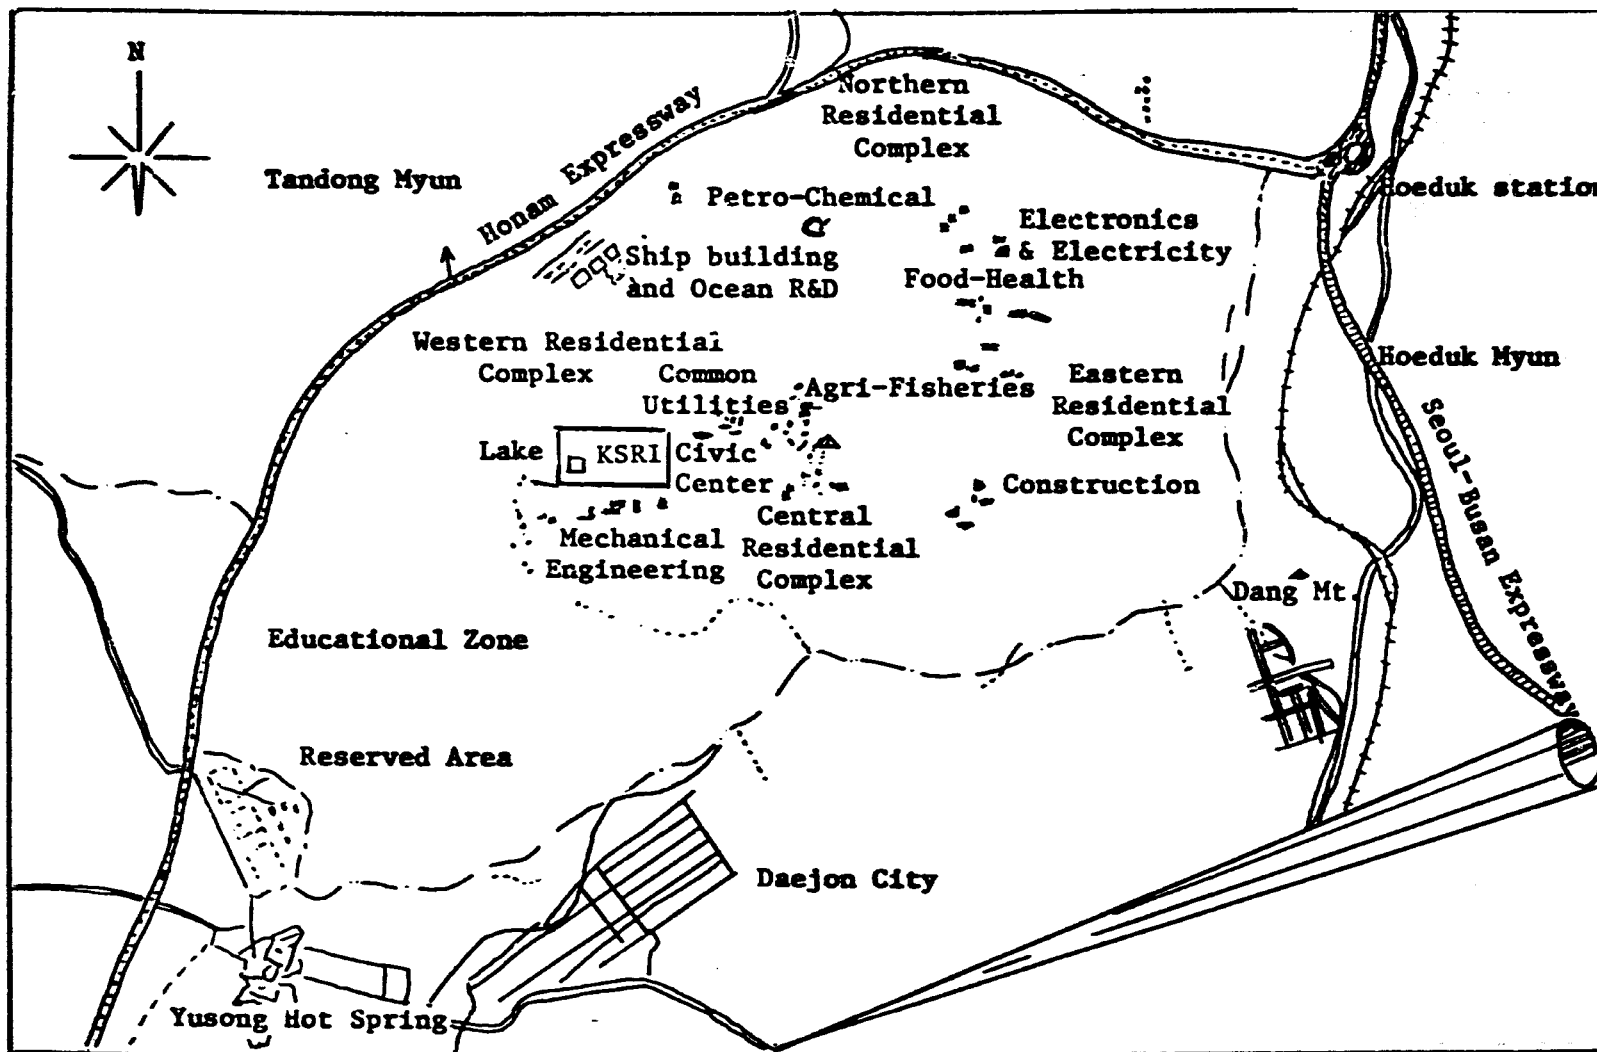 N
Northern
Residential
Complex
Honam Expressway
Tandong Myun
Petro-Chemical
Hoeduk station
Electronics
& Electricity
Ship building
and Ocean R&D
Food-Health
Western Residential
Complex
Common
Utilities
Agri-Fisheries
Eastern
Residential
Complex
Hoeduk Myun
Seoul-Busan Expressway
Lake
KSRI
Civic
Center
Construction
Central
Residential
Complex
Mechanical
Engineering
Dang Mt.
Educational Zone
Reserved Area
Daejon City
Yusong Hot Spring